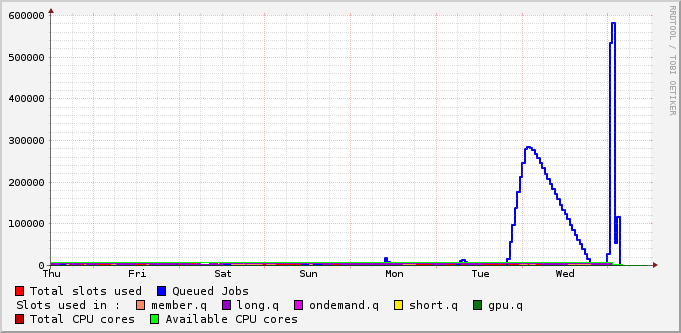 600000
500000
400000
300000
200000
100000
0
Thu Fri Sat Sun Mon Tue Wed
RRDTOOL / TOBI OETIKER
Total slots used Queued Jobs
Slots used in : member.q long.q ondemand.q short.q gpu.q
Total CPU cores Available CPU cores